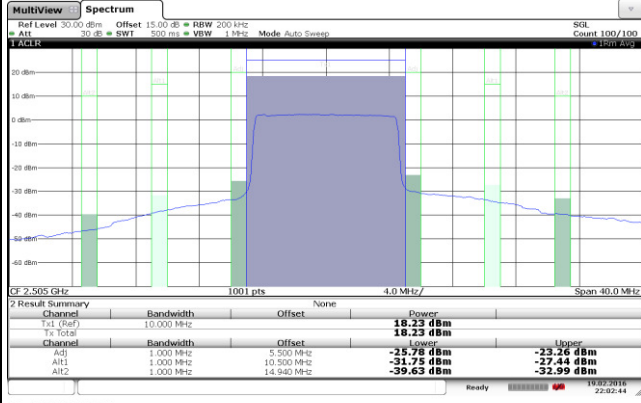 MultiView Spectrum
Ref Level 30.00 dBm Offset 15.00 dB RBW 200 kHz SGL
Att 30 dB SWT 500 ms VBW 1 MHz Mode Auto Sweep Count 100/100
1 ACLR 1Rm Avg
20 dBm
10 dBm
0 dBm
-10 dBm
-20 dBm
-30 dBm
-40 dBm
-50 dBm
-60 dBm
CF 2.505 GHz 1001 pts 4.0 MHz/ Span 40.0 MHz
2 Result Summary None
Channel Bandwidth Offset Power
Tx1 (Ref) 10.000 MHz 18.23 dBm
Tx Total 18.23 dBm
Channel Bandwidth Offset Lower Upper
Adj 1.000 MHz 5.500 MHz -25.78 dBm -23.26 dBm
Alt1 1.000 MHz 10.500 MHz -31.75 dBm -27.44 dBm
Alt2 1.000 MHz 14.940 MHz -39.63 dBm -32.99 dBm
Ready 19.02.2016
22:02:44